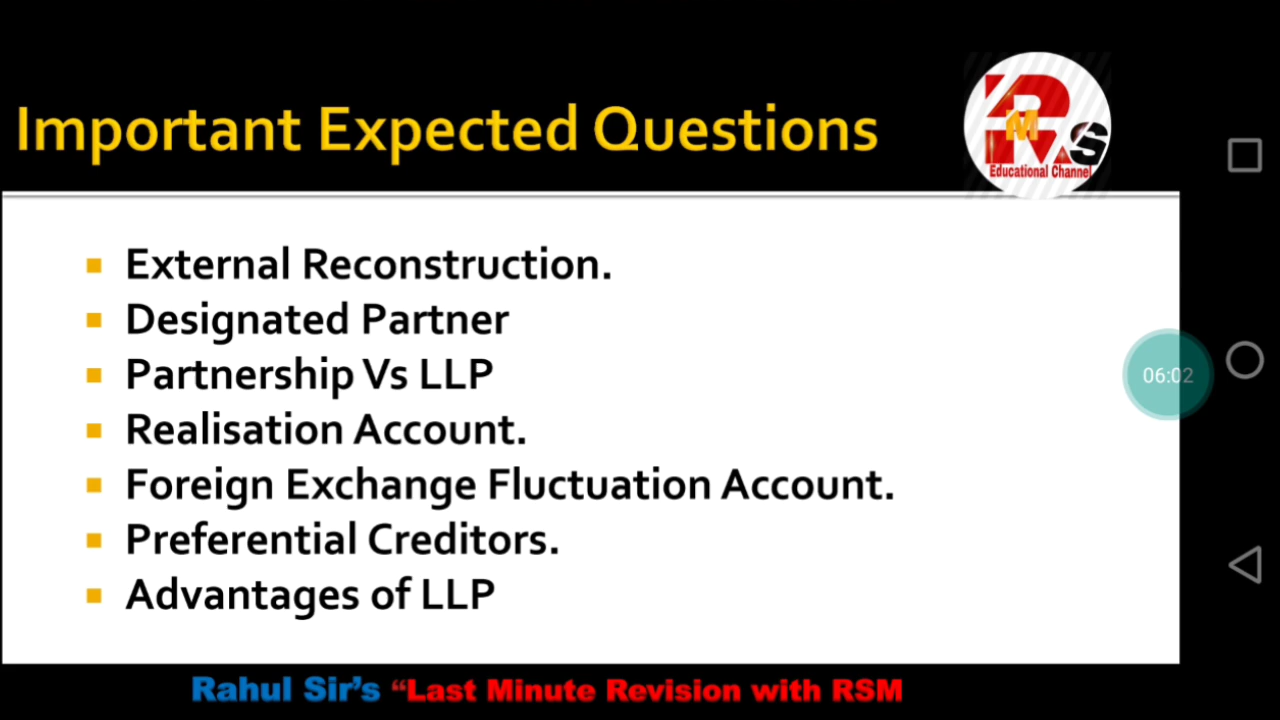 Important Expected Questions
RMS
Educational Channel
External Reconstruction.
Designated Partner
Partnership Vs LLP
Realisation Account.
06:02
Foreign Exchange Fluctuation Account.
Preferential Creditors.
Advantages of LLP
Rahul Sir’s “Last Minute Revision with RSM